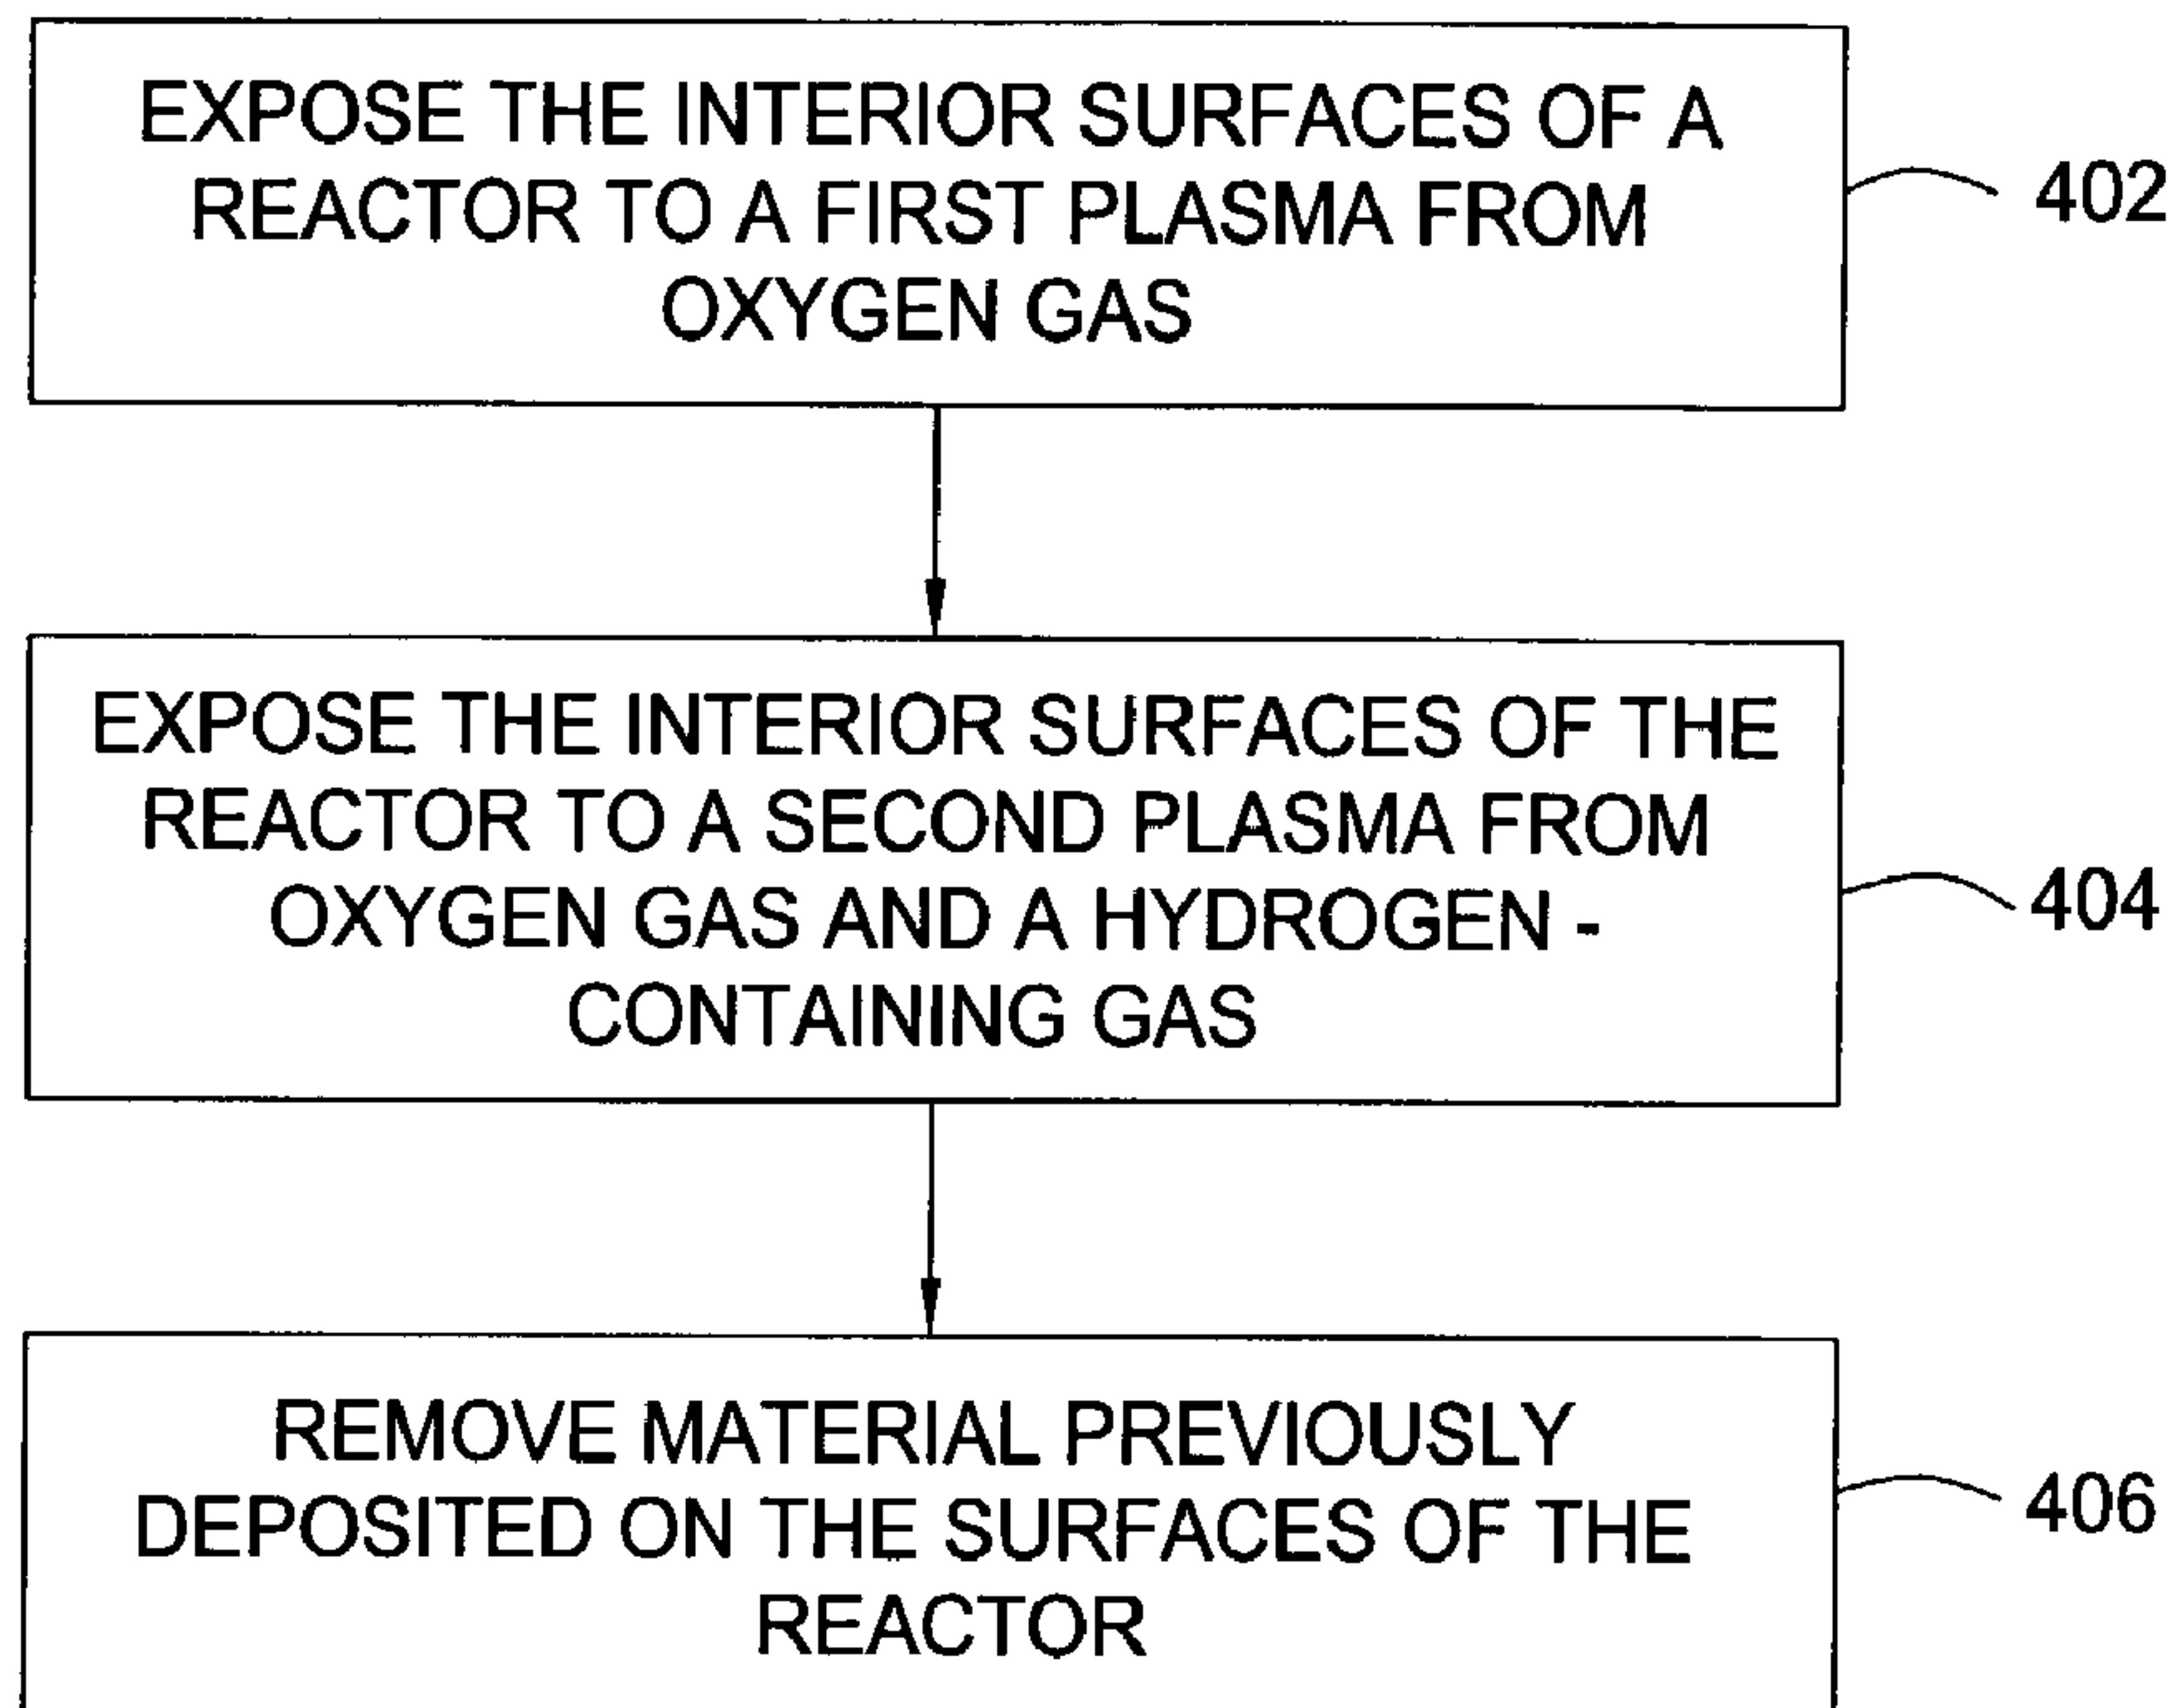 EXPOSE THE INTERIOR SURFACES OF A
REACTOR TO A FIRST PLASMA FROM
OXYGEN GAS
402
EXPOSE THE INTERIOR SURFACES OF THE
REACTOR TO A SECOND PLASMA FROM
OXYGEN GAS AND A HYDROGEN -
CONTAINING GAS
404
REMOVE MATERIAL PREVIOUSLY
DEPOSITED ON THE SURFACES OF THE
REACTOR
406